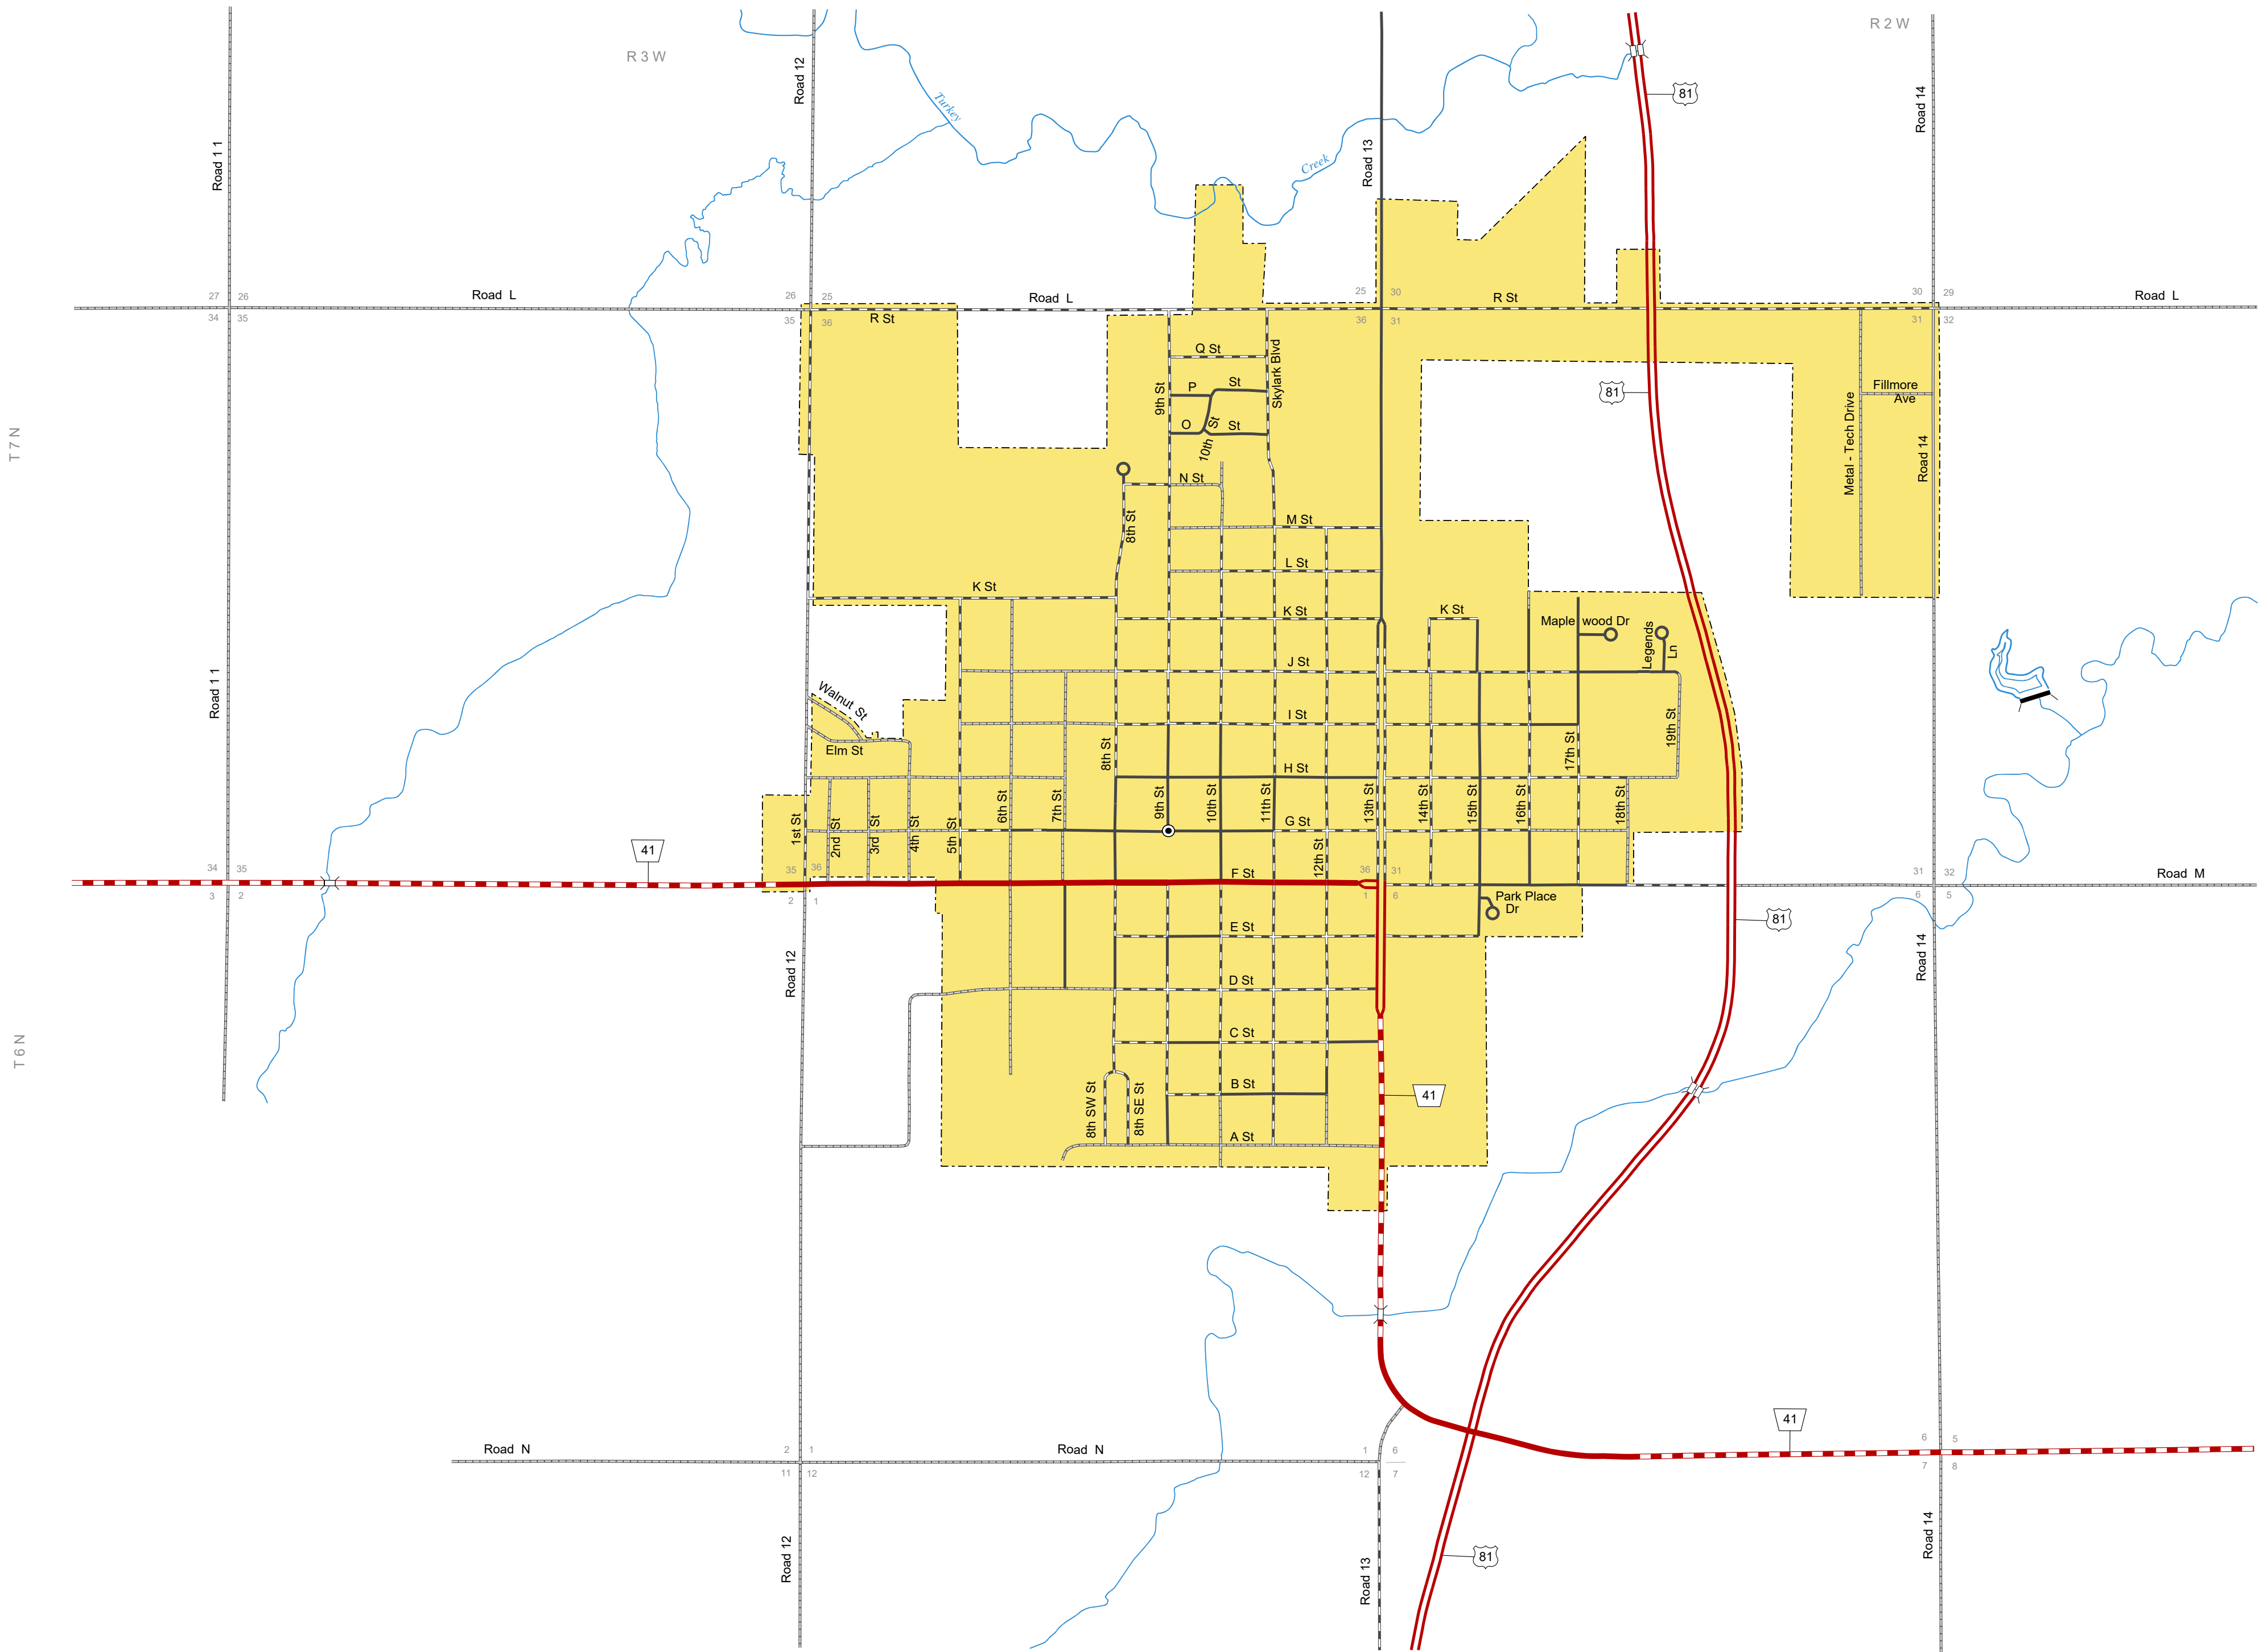 R 2 W
R 3 W
Road 12
81
Road 14
Turkey
Road 1 1
Creek
Road 13
27
26
Road L
26
25
Road L
25
30
R St
30
29
Road L
34
35
35
36
R St
36
31
31
32
Q St
Skylark Blvd
P
St
9th St
81
Fillmore
Ave
O
St
10th St
Metal - Tech Drive
Road 14
T 7 N
N St
8th St
M St
L St
K St
K St
K St
Maple wood Dr
Legends
Ln
J St
Road 1 1
Walnut St
I St
Elm St
8th St
17th St
19th St
H St
1st St
2nd St
3rd St
4th St
5th St
6th St
7th St
9th St
10th St
11th St
12th St
13th St
14th St
15th St
16th St
18th St
G St
41
34
35
35
36
F St
36
31
31
32
Road M
3
2
2
1
1
6
6
5
Park Place
Dr
81
E St
Road 12
Road 14
D St
T 6 N
C St
B St
41
8th SW St
8th SE St
A St
41
Road N
2
1
Road N
1
6
6
5
11
12
12
7
7
8
Road 12
Road 13
81
Road 14